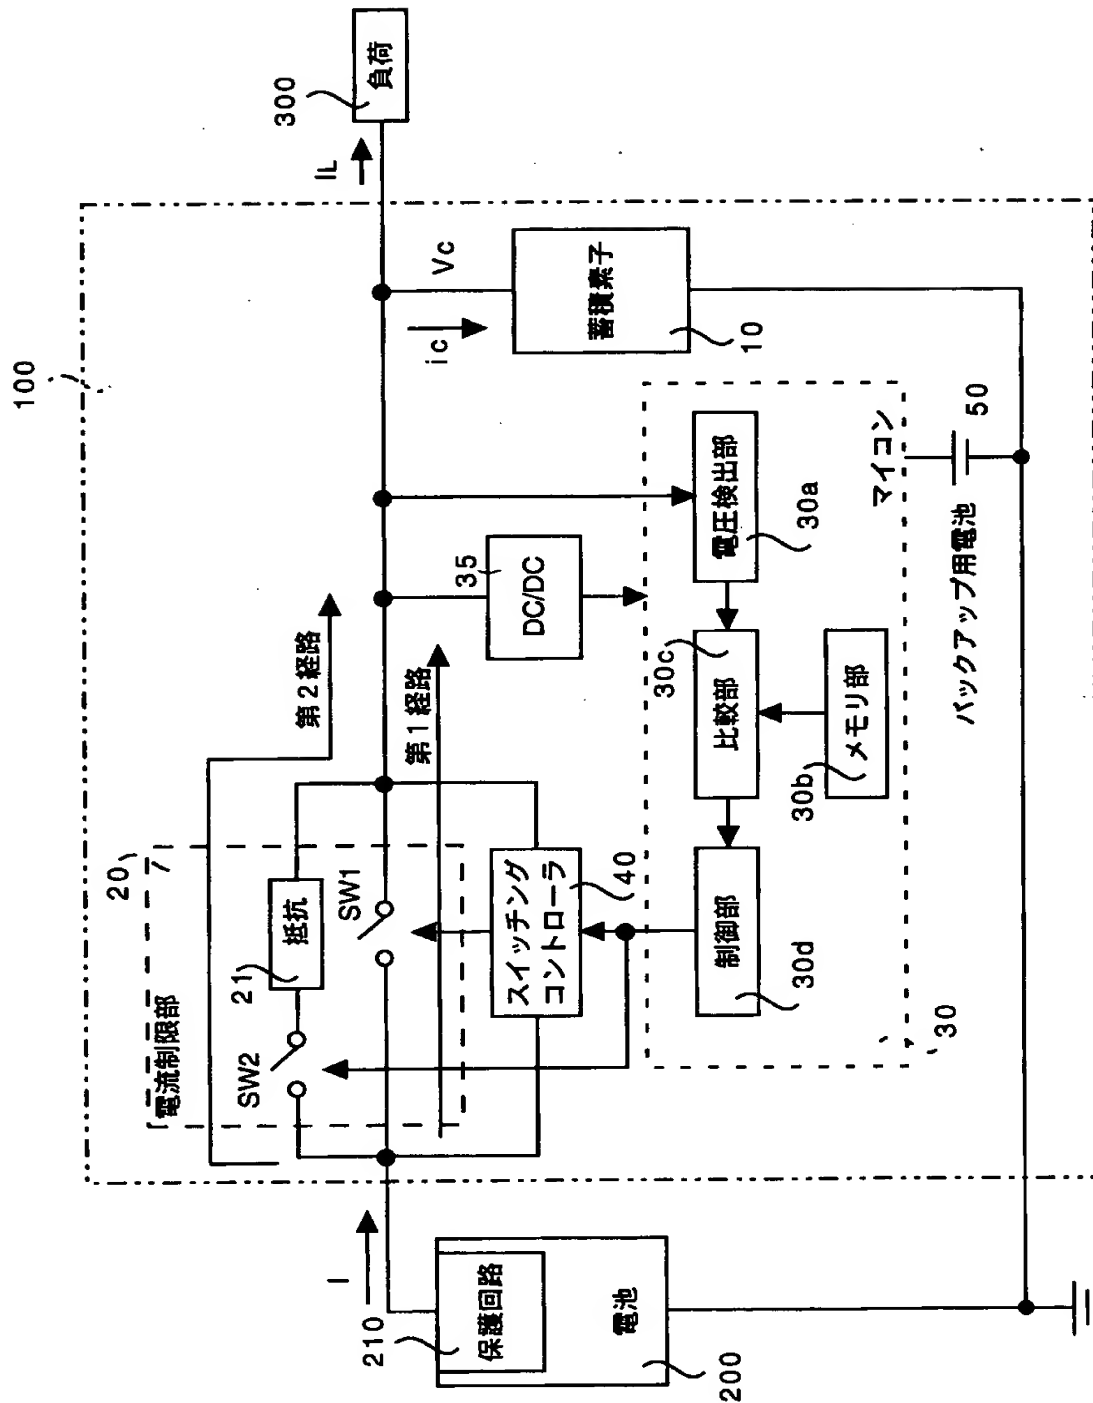 100
300
負荷
IL
20
電流制限部
第2経路
21
抵抗
SW2
SW1
第1経路
Vc
ic
蓄積素子
10
35
DC/DC
スイッチング
コントローラ
40
I
210
保護回路
電池
200
電圧検出部
30a
30c
比較部
30b
メモリ部
制御部
30d
マイコン
30
50
バックアップ用電池